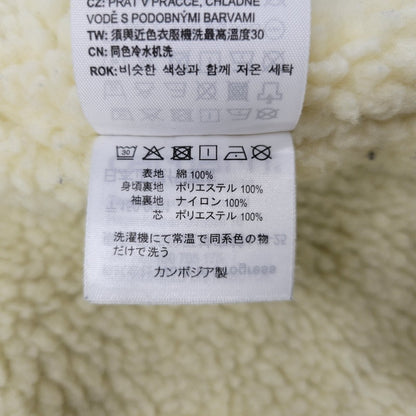 CZ: PRÁT V PRAČCE, CHLADNÉ
VODĚ S PODOBNÝMI BARVAMI
TW: 須與近色衣服機洗最高溫度30
CN: 同色冷水机洗
ROK: 비슷한 색상과 함께 저온 세탁
30
表地 綿 100%
身頃裏地 ポリエステル 100%
袖裏地 ナイロン 100%
芯 ポリエステル 100%
洗濯機にて常温で同系色の物
だけで洗う
カンボジア製